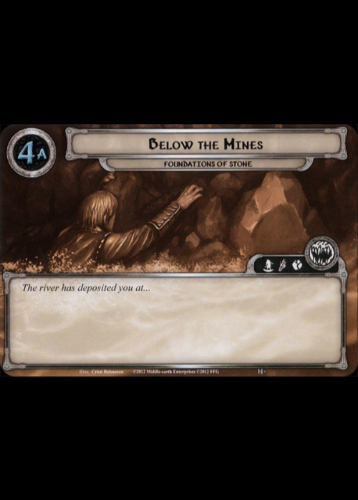 4A
BELOW THE MINES
FOUNDATIONS OF STONE
The river has deposited you at...
©2012 Middle-earth Enterprises ©2012 FFG